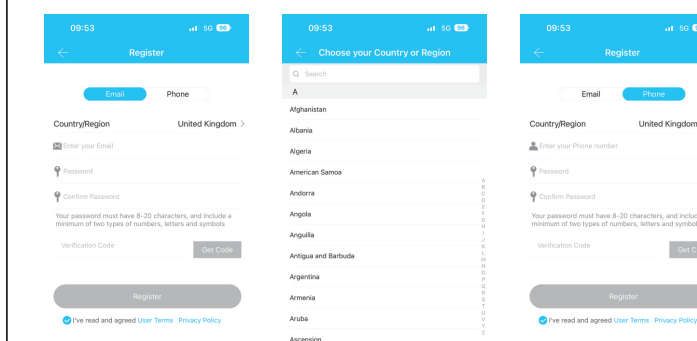 09:53 5G 96
Register
Email Phone
Country/Region United Kingdom
Enter your Email
Password
Confirm Password
Your password must have 8-20 characters, and include a
minimum of two types of numbers, letters and symbols
Verification Code Get Code
Register
I've read and agreed User Terms Privacy Policy
09:53 5G 96
Choose your Country or Region
Search
A
Afghanistan
Albania
Algeria
American Samoa
Andorra
Angola
Anguilla
Antigua and Barbuda
Argentina
Armenia
Aruba
Ascension
A
B
C
D
E
F
G
H
I
J
K
L
M
N
O
P
Q
R
S
T
U
V
Y
Z
09:53 5G
Register
Email Phone
Country/Region United Kingdom
Enter your Phone number
Password
Confirm Password
Your password must have 8-20 characters, and includ
minimum of two types of numbers, letters and symbol
Verification Code Get C
Register
I've read and agreed User Terms Privacy Policy